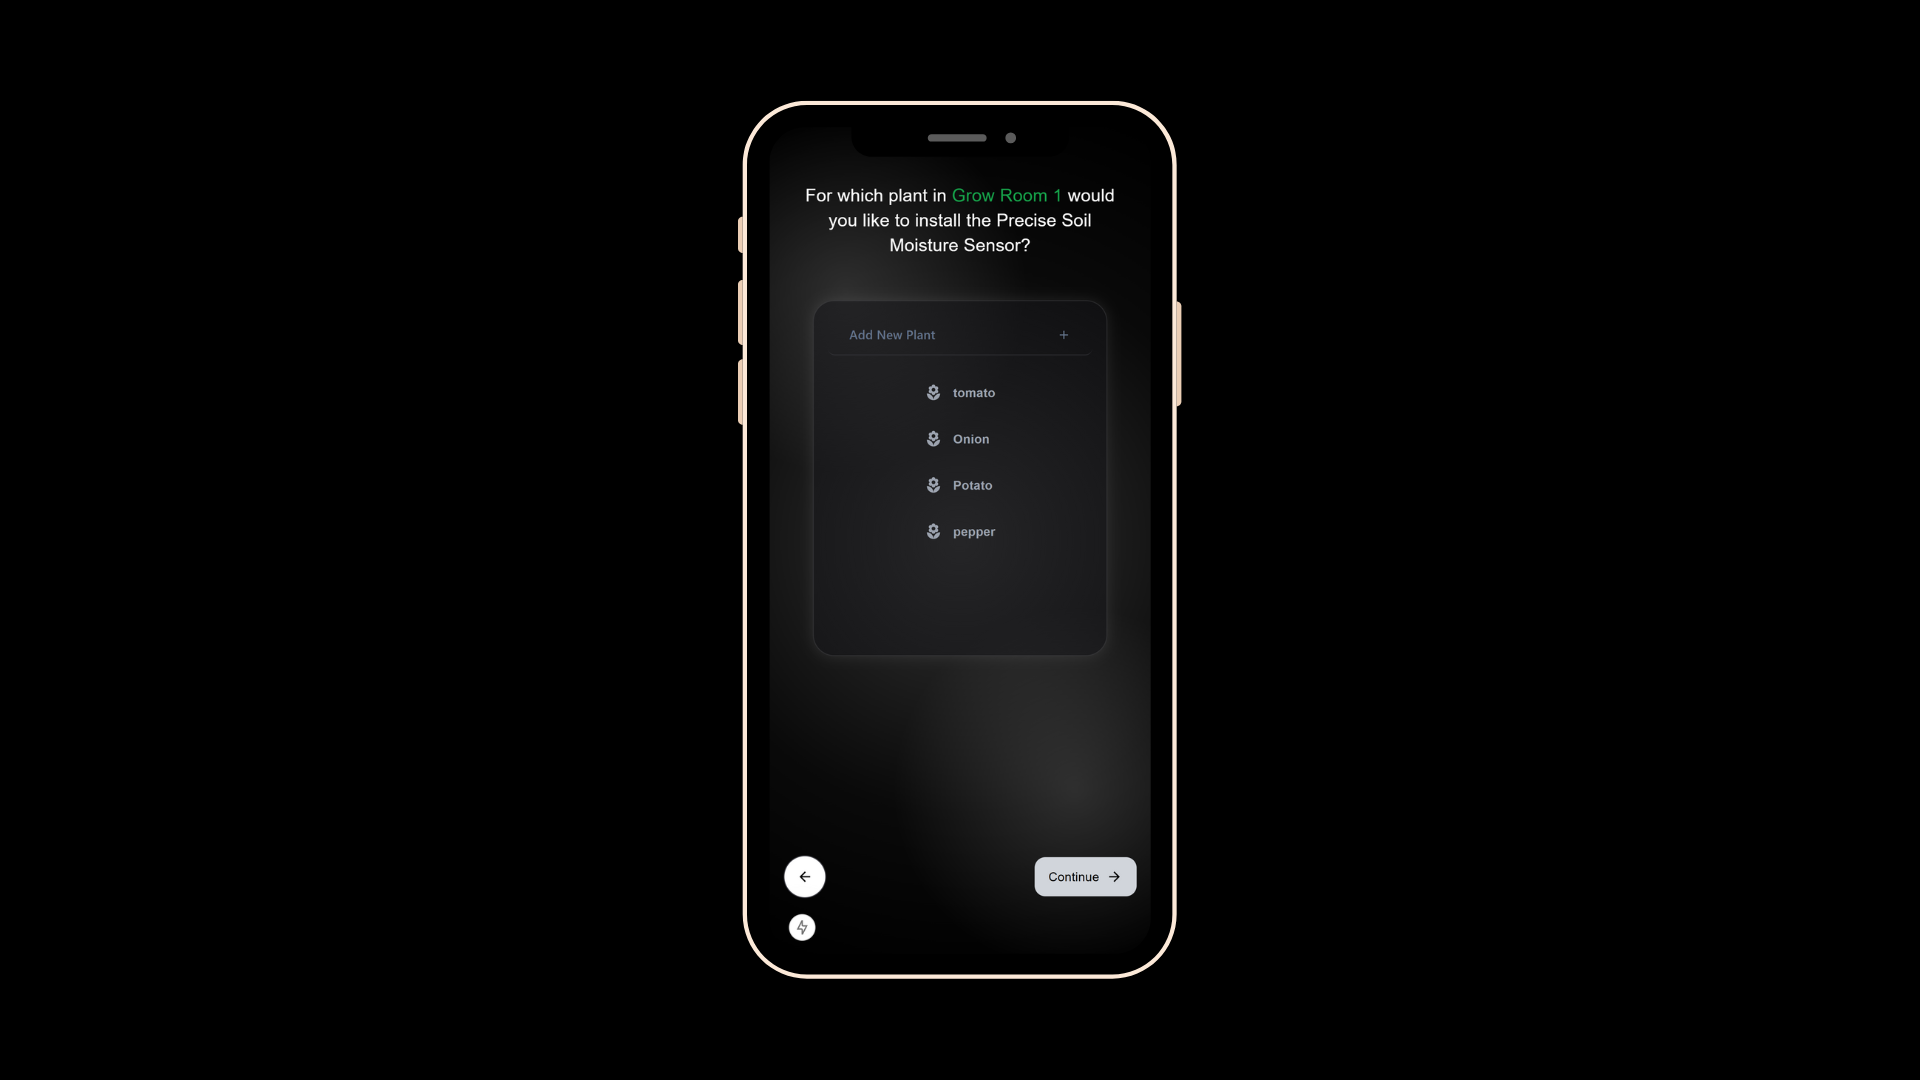 For which plant in Grow Room 1 would
you like to install the Precise Soil
Moisture Sensor?
Add New Plant +
tomato
Onion
Potato
pepper
Continue